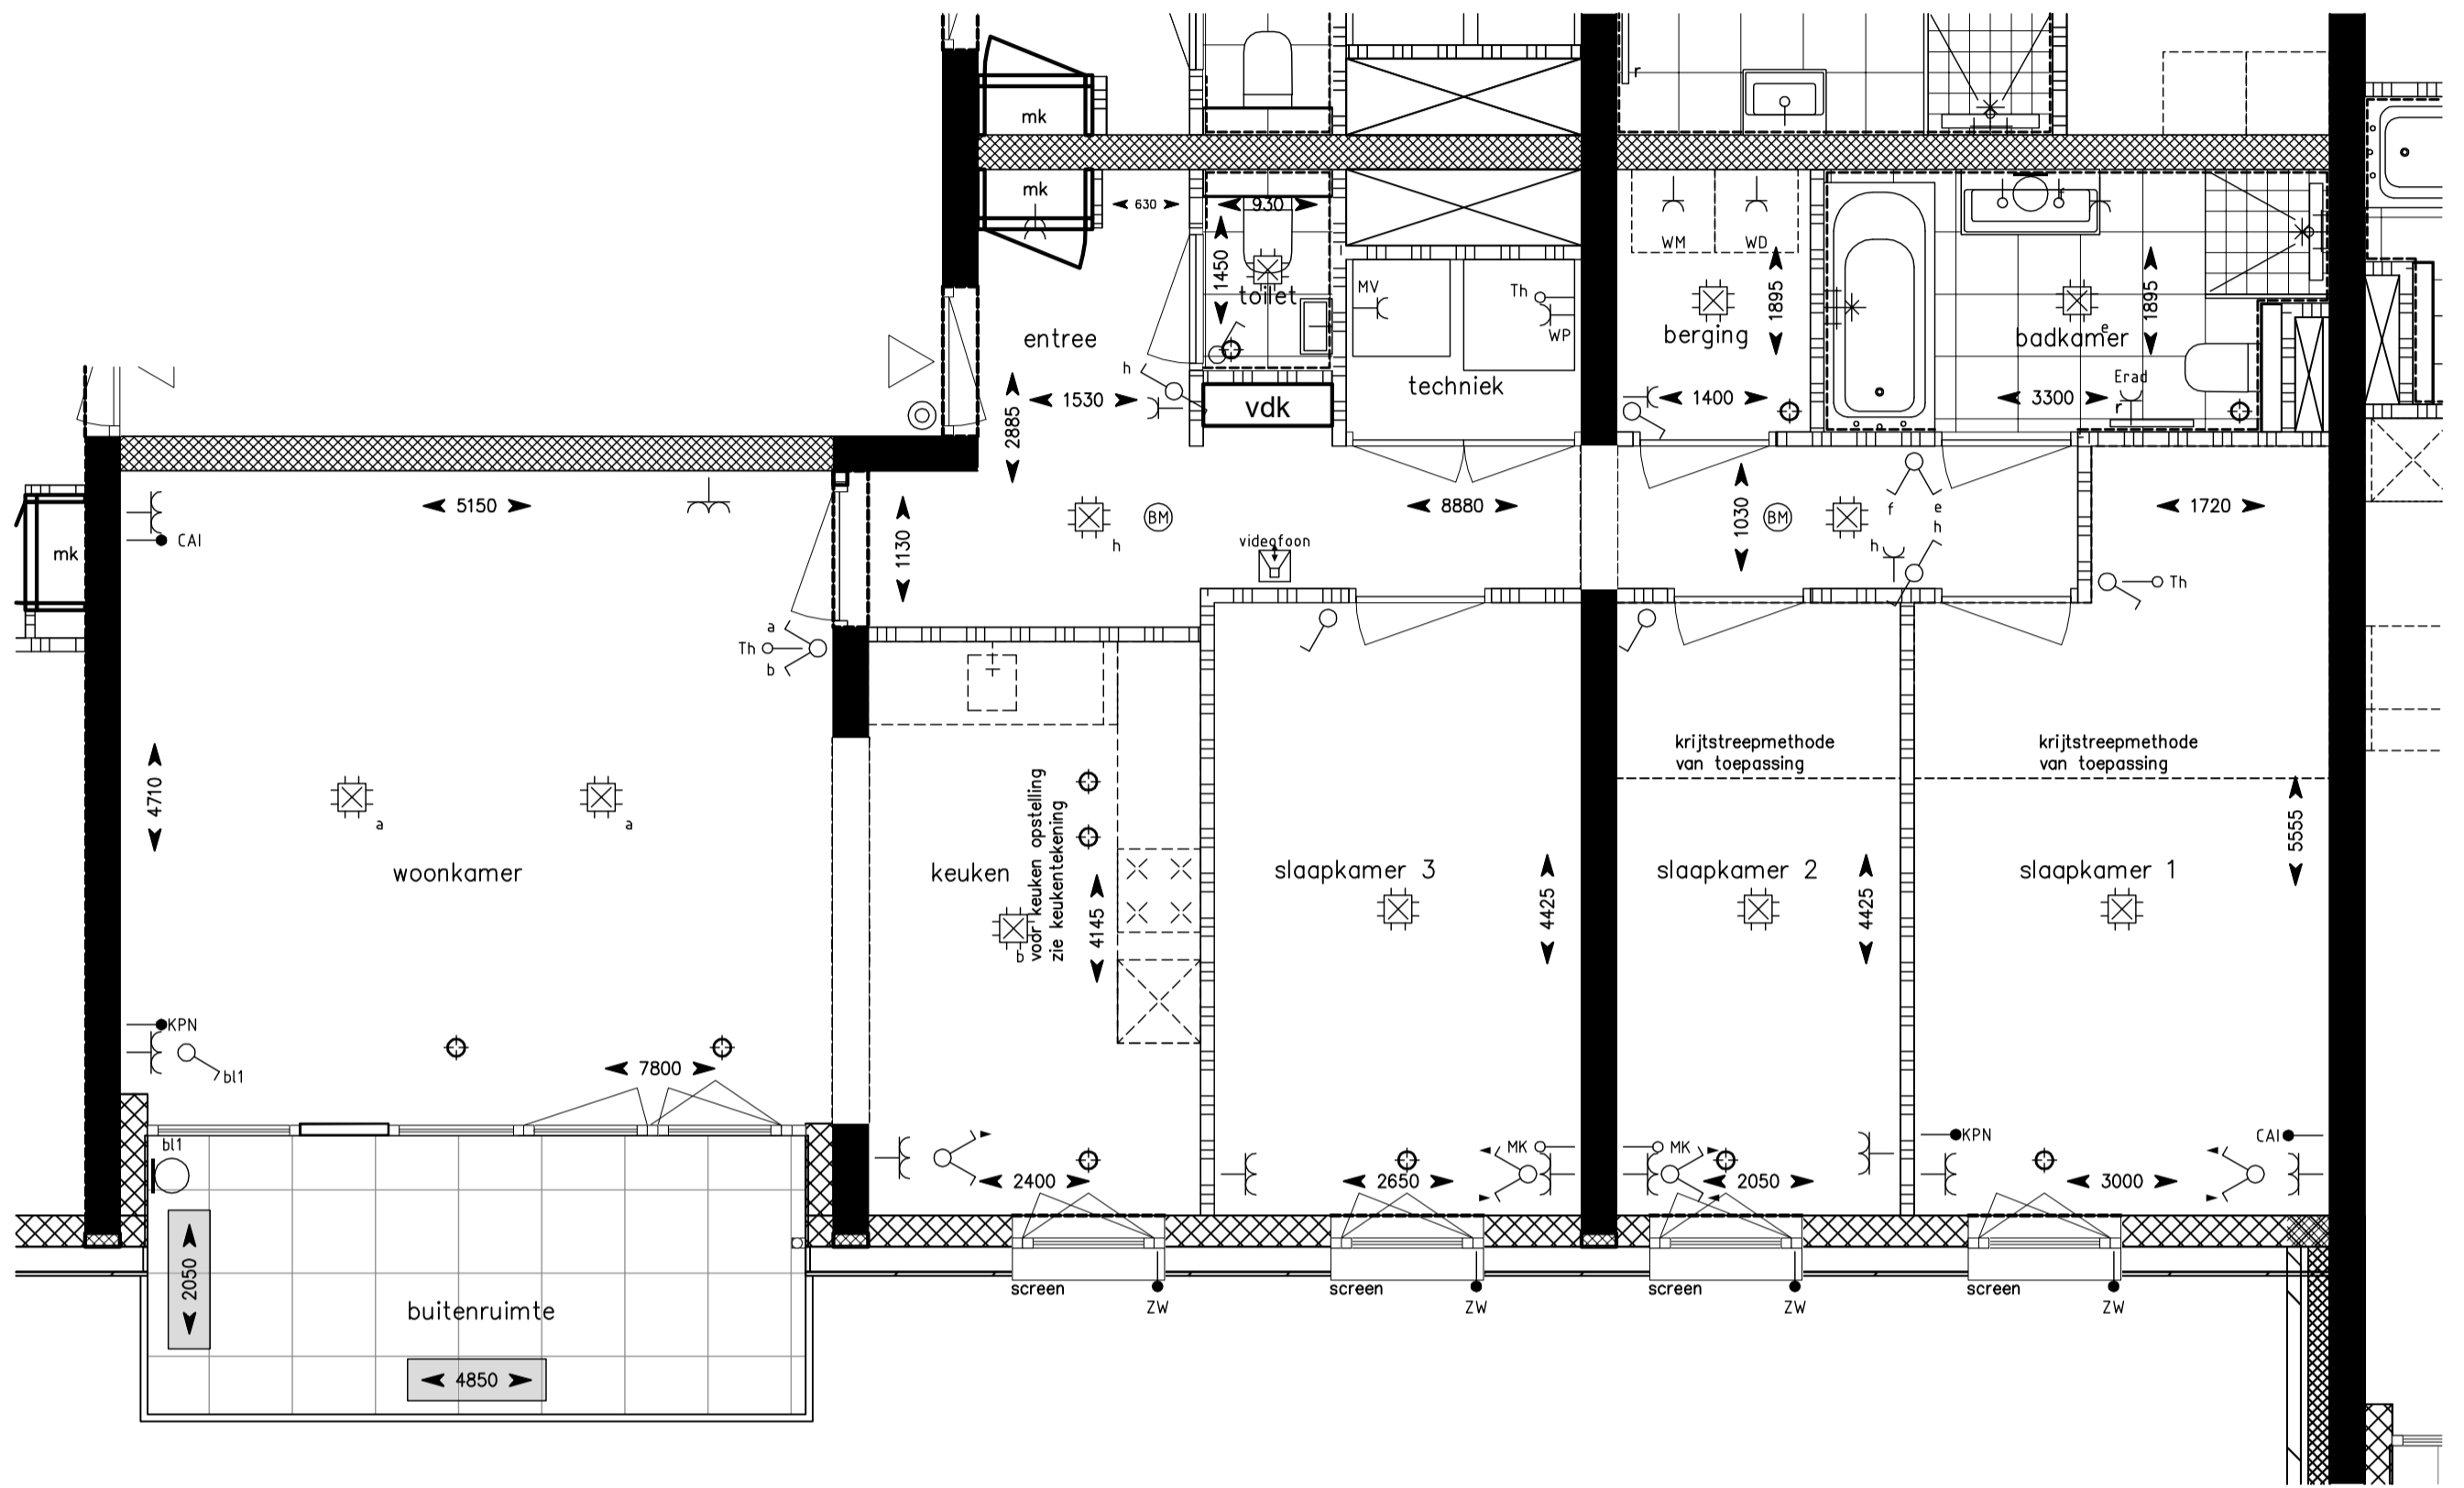 mk
r
mk
630
930
1450
toilet
entree
h
1530
2885
vdk
MV
Th
WP
techniek
WM
WD
1895
berging
1400
f
1895
badkamer
e
Erad
r
3300
mk
CAI
5150
1130
h
BM
videofoon
8880
1030
BM
h
f
e
h
1720
Th
a
Th
b
4710
a
a
woonkamer
keuken
b
voor keuken opstelling
zie keukentekening
4145
slaapkamer 3
4425
krijtstreepmethode
van toepassing
slaapkamer 2
4425
krijtstreepmethode
van toepassing
slaapkamer 1
5555
KPN
bl1
7800
bl1
2400
2650
MK
MK
2050
KPN
3000
CAI
2050
buitenruimte
4850
screen
ZW
screen
ZW
screen
ZW
screen
ZW